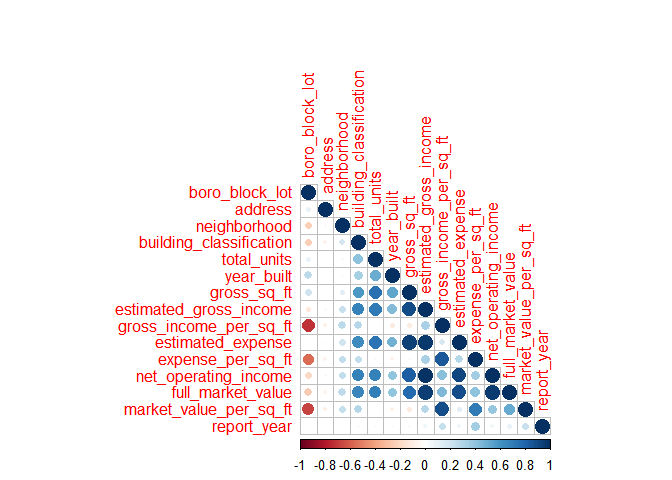 boro_block_lot
address
neighborhood
building_classification
total_units
year_built
gross_sq_ft
estimated_gross_income
gross_income_per_sq_ft
estimated_expense
expense_per_sq_ft
net_operating_income
full_market_value
market_value_per_sq_ft
report_year
boro_block_lot
address
neighborhood
building_classification
total_units
year_built
gross_sq_ft
estimated_gross_income
gross_income_per_sq_ft
estimated_expense
expense_per_sq_ft
net_operating_income
full_market_value
market_value_per_sq_ft
report_year
-1 -0.8 -0.6 -0.4 -0.2 0 0.2 0.4 0.6 0.8 1